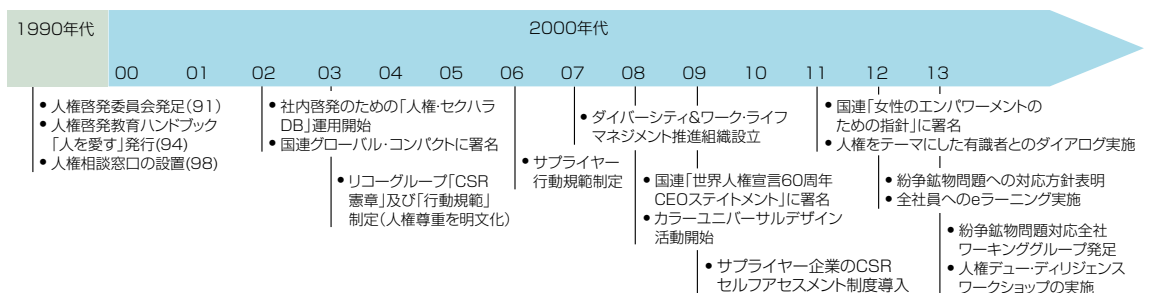 1990年代
2000年代
00 01 02 03 04 05 06 07 08 09 10 11 12 13
• 人権啓発委員会発足（91）
• 人権啓発教育ハンドブック
「人を愛す」発行（94）
• 人権相談窓口の設置（98）
• 社内啓発のための「人権・セクハラ
DB」運用開始
• 国連グローバル・コンパクトに署名
• リコーグループ「CSR
憲章」及び「行動規範」
制定（人権尊重を明文化）
• サプライヤー
行動規範制定
• ダイバーシティ&ワーク・ライフ
マネジメント推進組織設立
• 国連「世界人権宣言60周年
CEOステイトメント」に署名
• カラーユニバーサルデザイン
活動開始
• サプライヤー企業のCSR
セルフアセスメント制度導入
• 国連「女性のエンパワーメントの
ための指針」に署名
• 人権をテーマにした有識者とのダイアログ実施
• 紛争鉱物問題への対応方針表明
• 全社員へのeラーニング実施
• 紛争鉱物問題対応全社
ワーキンググループ発足
• 人権デュー・ディリジェンス
ワークショップの実施